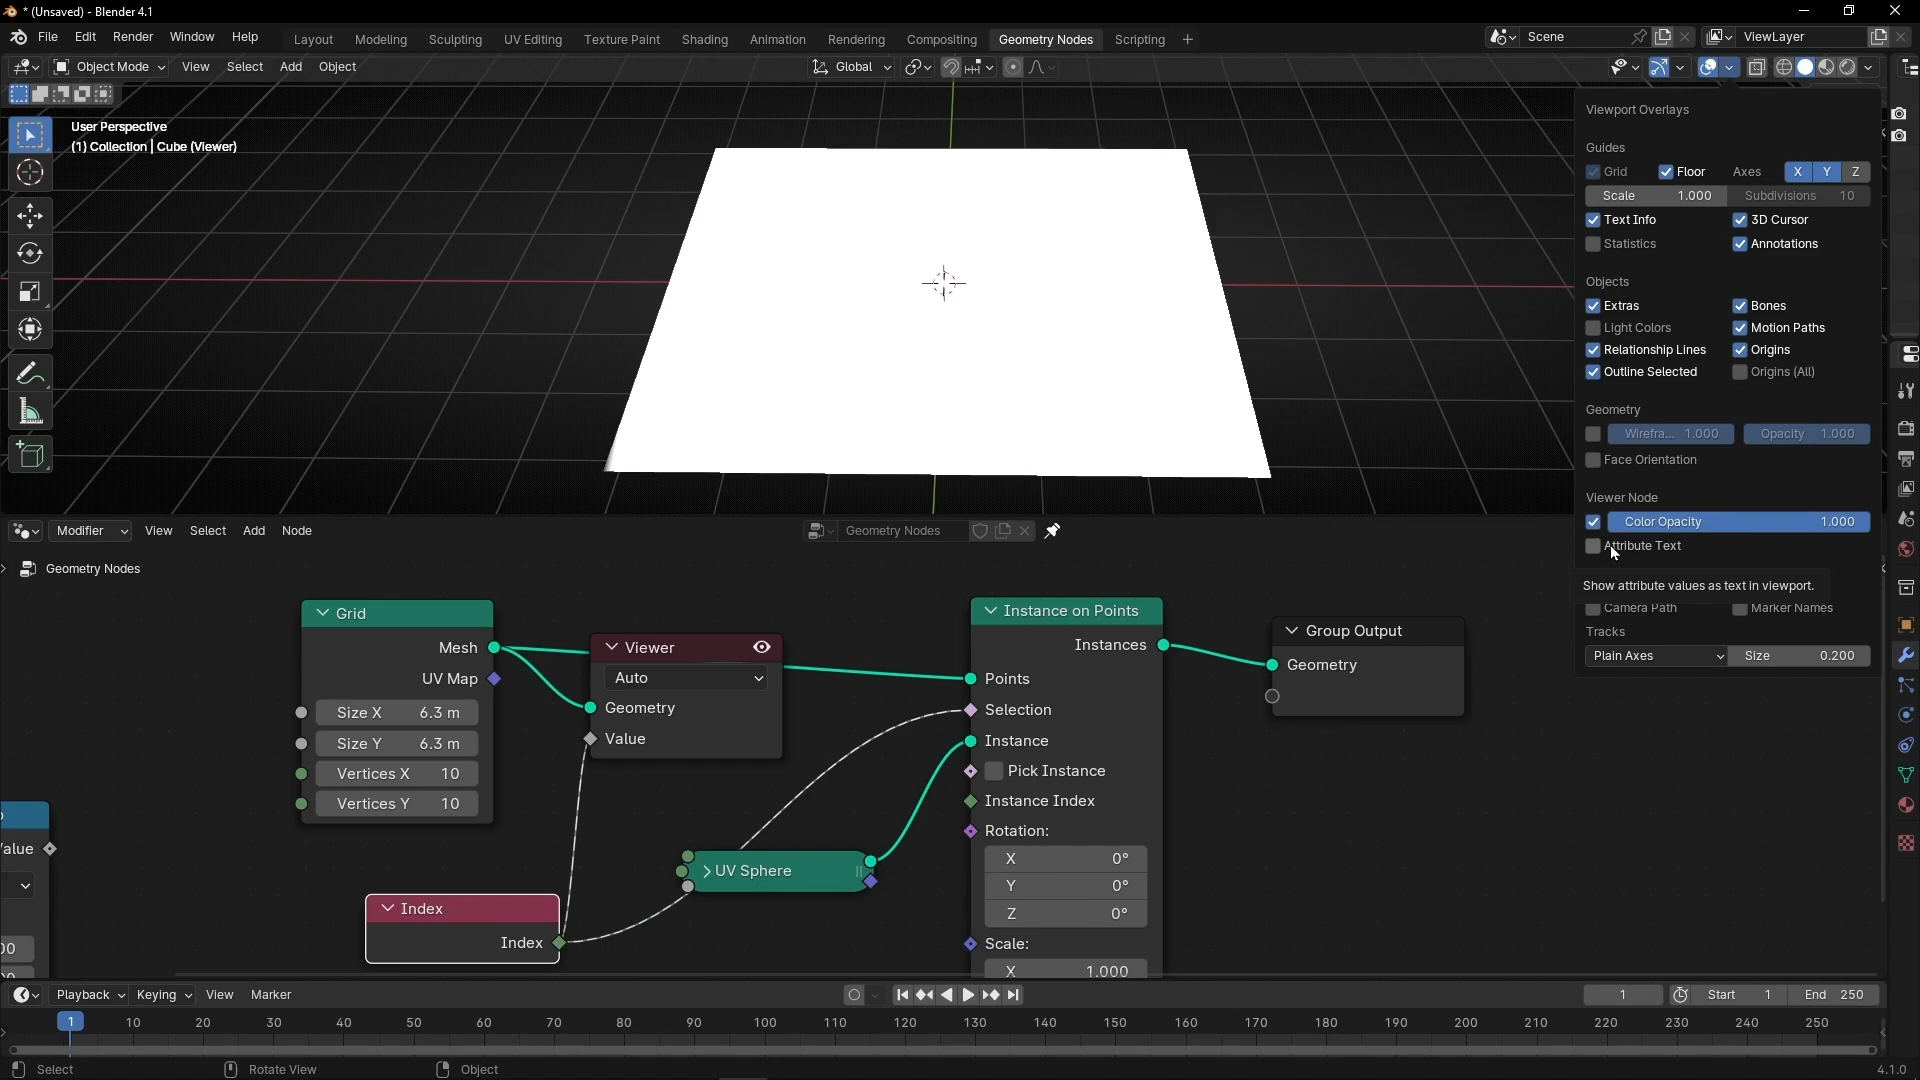 * (Unsaved) - Blender 4.1
File Edit Render Window Help Layout Modeling Sculpting UV Editing Texture Paint Shading Animation Rendering Compositing Geometry Nodes Scripting + Scene ViewLayer
Object Mode View Select Add Object Global
User Perspective
(1) Collection | Cube (Viewer)
Viewport Overlays
Guides
Grid Floor Axes X Y Z
Scale 1.000 Subdivisions 10
Text Info 3D Cursor
Statistics Annotations
Objects
Extras Bones
Light Colors Motion Paths
Relationship Lines Origins
Outline Selected Origins (All)
Geometry
Wirefra... 1.000 Opacity 1.000
Face Orientation
Viewer Node
Color Opacity 1.000
Attribute Text
Show attribute values as text in viewport.
Camera Path Marker Names
Tracks
Plain Axes Size 0.200
Modifier View Select Add Node Geometry Nodes
Geometry Nodes
Grid
Mesh
UV Map
Size X 6.3 m
Size Y 6.3 m
Vertices X 10
Vertices Y 10
Viewer
Auto
Geometry
Value
Instance on Points
Instances
Points
Selection
Instance
Pick Instance
Instance Index
Rotation:
X 0°
Y 0°
Z 0°
Scale:
X 1.000
Group Output
Geometry
UV Sphere
Index
Index
alue
00
Playback Keying View Marker 1 Start 1 End 250
1 10 20 30 40 50 60 70 80 90 100 110 120 130 140 150 160 170 180 190 200 210 220 230 240 250
Select Rotate View Object 4.1.0